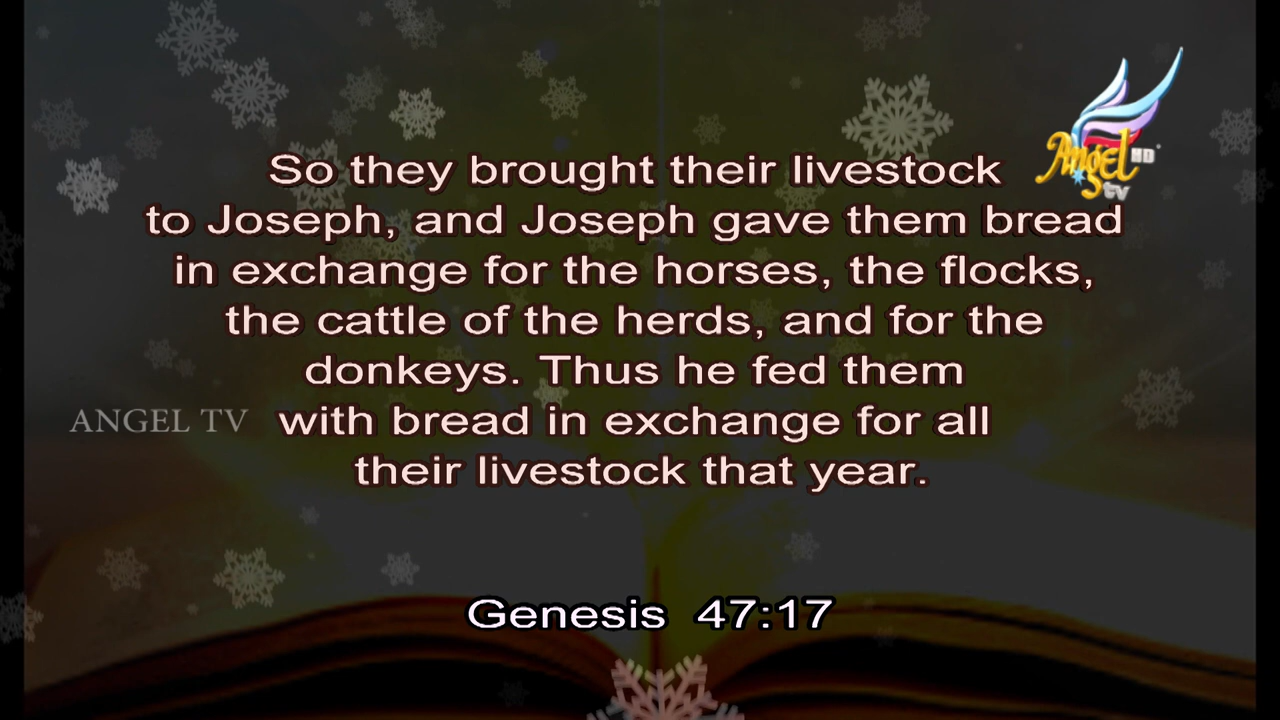 Angel HD
tv
So they brought their livestock
to Joseph, and Joseph gave them bread
in exchange for the horses, the flocks,
the cattle of the herds, and for the
donkeys. Thus he fed them
ANGEL TV
with bread in exchange for all
their livestock that year.
Genesis 47:17